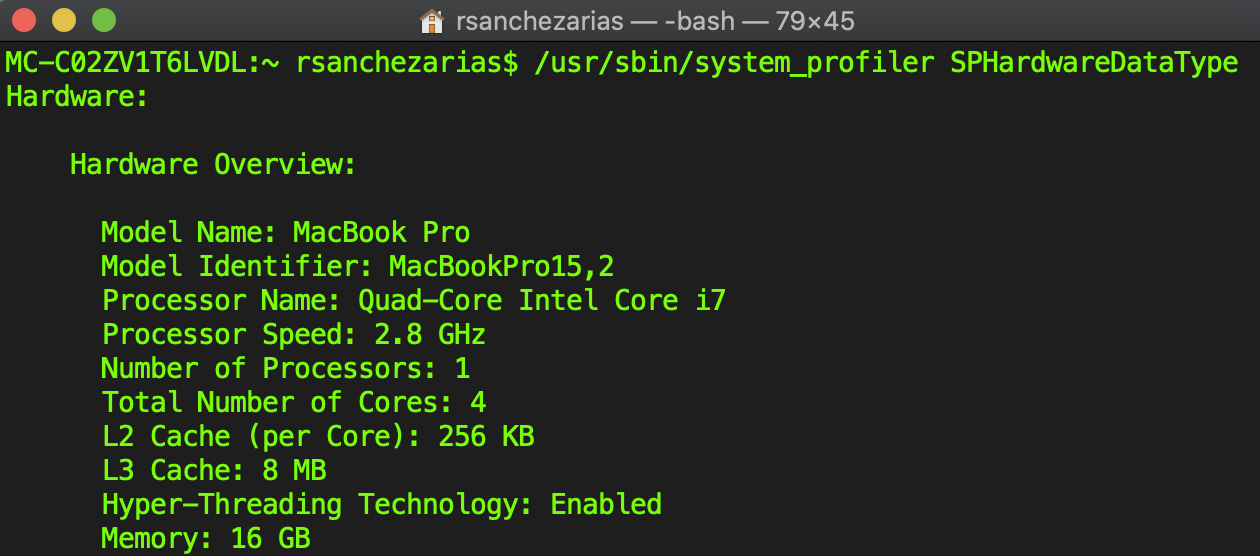 rsanchezarias — -bash — 79×45
MC-C02ZV1T6LVDL:~ rsanchezarias$ /usr/sbin/system_profiler SPHardwareDataType
Hardware:
Hardware Overview:
Model Name: MacBook Pro
Model Identifier: MacBookPro15,2
Processor Name: Quad-Core Intel Core i7
Processor Speed: 2.8 GHz
Number of Processors: 1
Total Number of Cores: 4
L2 Cache (per Core): 256 KB
L3 Cache: 8 MB
Hyper-Threading Technology: Enabled
Memory: 16 GB